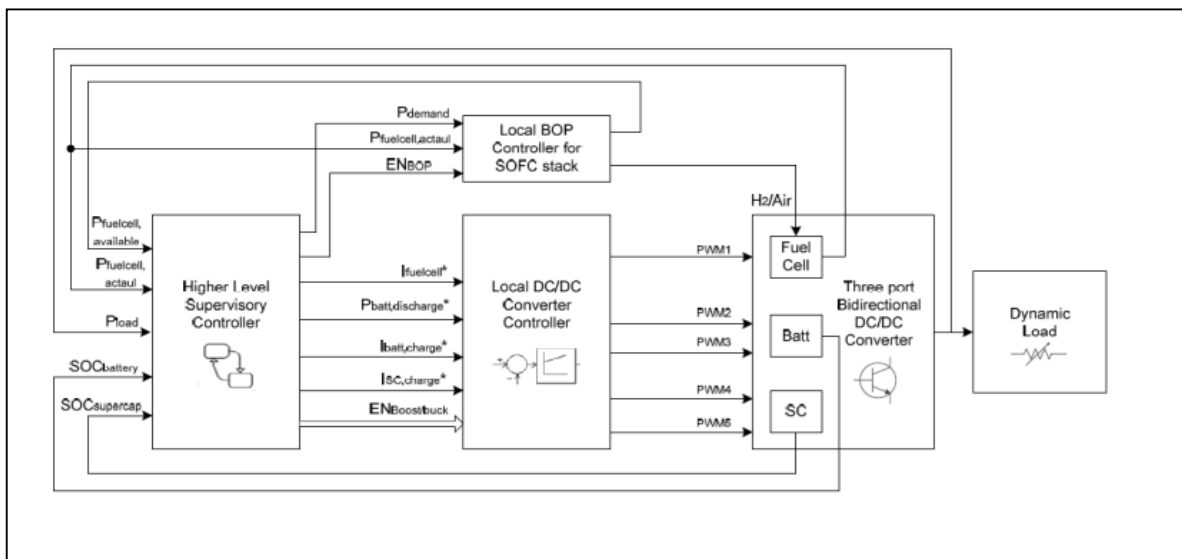 Pdemand
Pfuelcell,actaul
ENBOP
Local BOP
Controller for
SOFC stack
H2/Air
Pfuelcell,
available
Pfuelcell,
actaul
Pload
SOCbattery
SOCsupercap
Higher Level
Supervisory
Controller
Ifuelcell*
Pbatt,discharge*
Ibatt,charge*
ISC,charge*
ENBoost/buck
Local DC/DC
Converter
Controller
PWM1
PWM2
PWM3
PWM4
PWM5
Fuel
Cell
Batt
SC
Three port
Bidirectional
DC/DC
Converter
Dynamic
Load